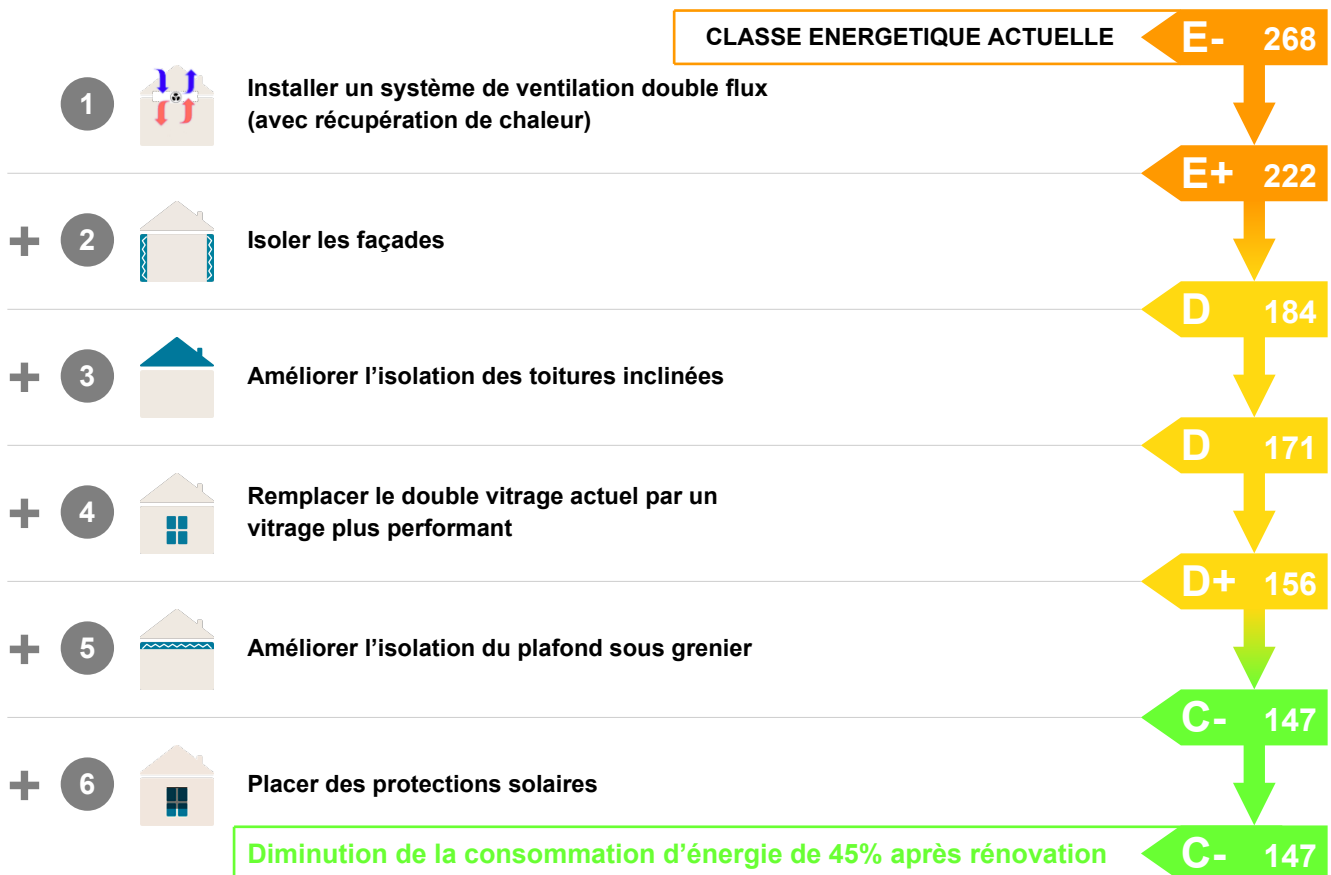 CLASSE ENERGETIQUE ACTUELLE E- 268
1 Installer un système de ventilation double flux
(avec récupération de chaleur)
E+ 222
+ 2 Isoler les façades
D 184
+ 3 Améliorer l’isolation des toitures inclinées
D 171
+ 4 Remplacer le double vitrage actuel par un
vitrage plus performant
D+ 156
+ 5 Améliorer l’isolation du plafond sous grenier
C- 147
+ 6 Placer des protections solaires
Diminution de la consommation d’énergie de 45% après rénovation C- 147